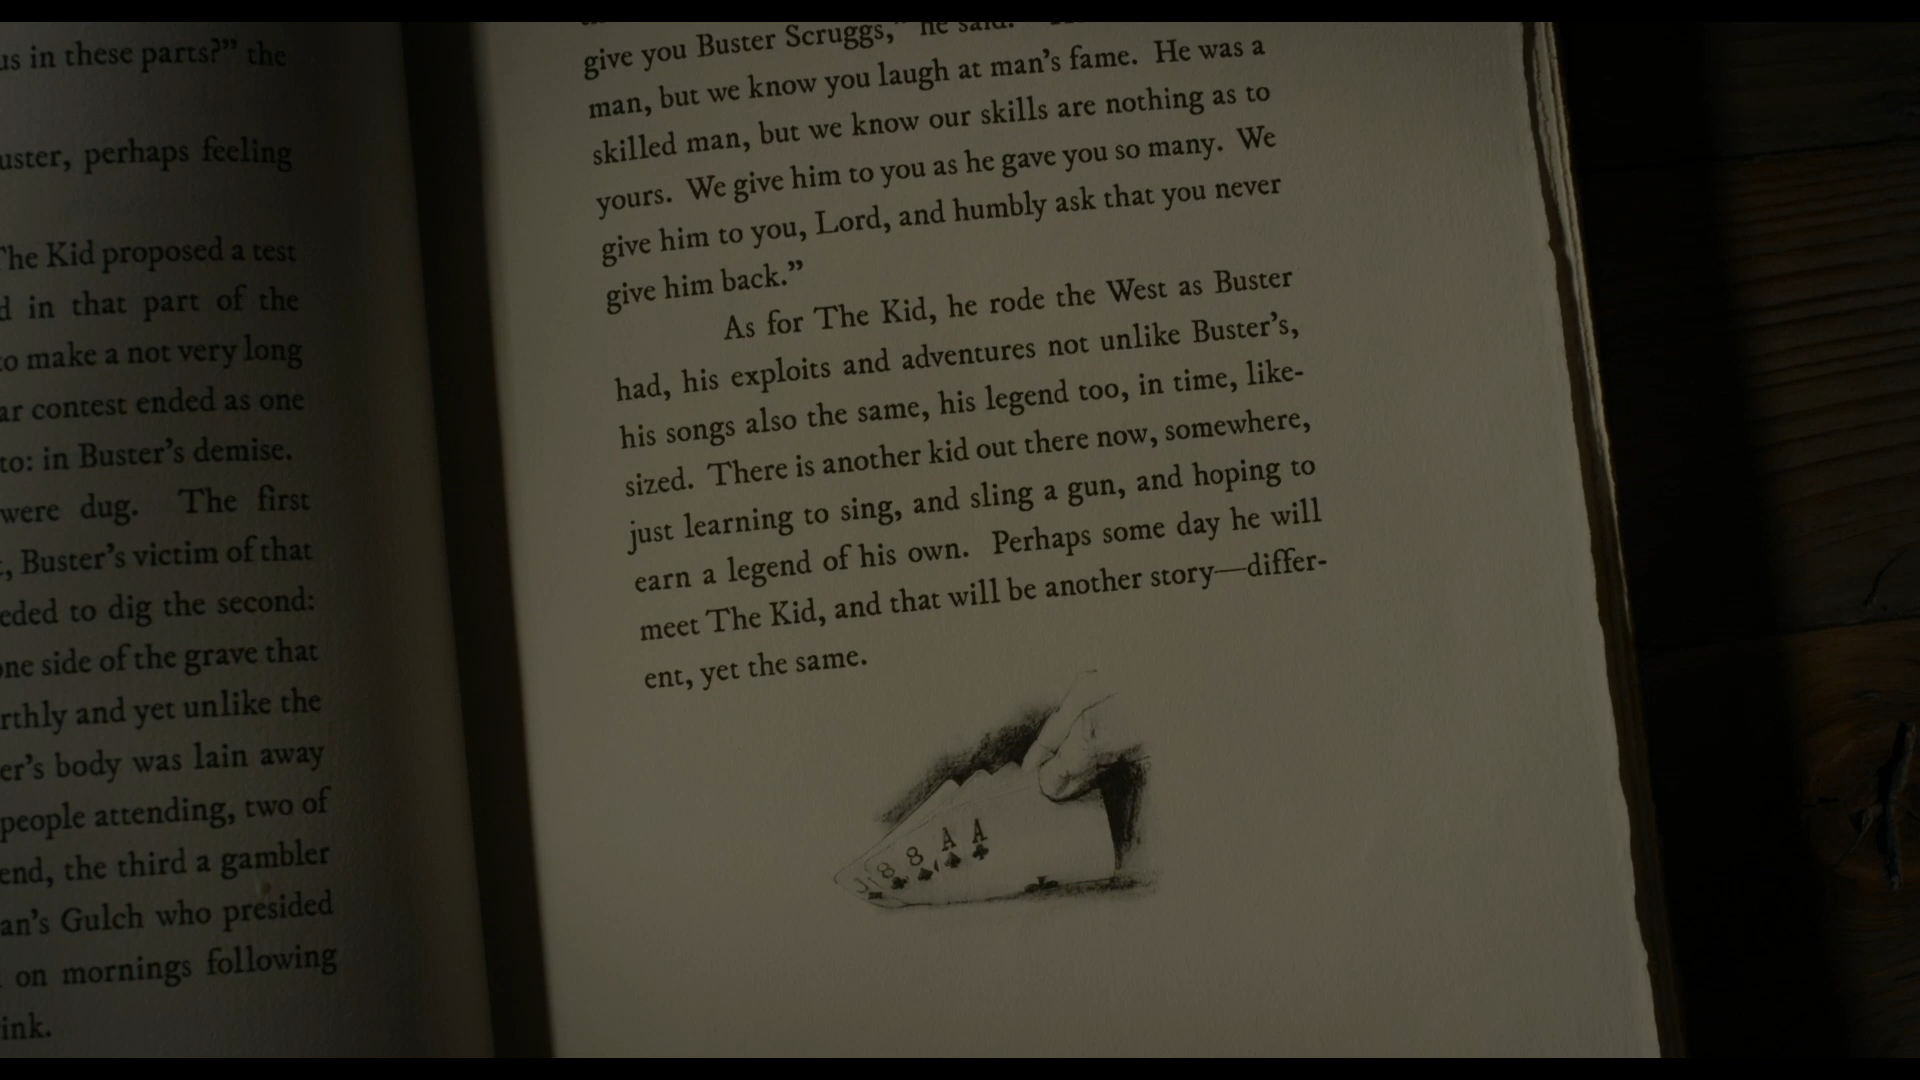 us in these parts?” the
uster, perhaps feeling
The Kid proposed a test
d in that part of the
to make a not very long
ar contest ended as one
to: in Buster’s demise.
were dug. The first
, Buster’s victim of that
eded to dig the second:
one side of the grave that
rthly and yet unlike the
er’s body was lain away
people attending, two of
end, the third a gambler
an’s Gulch who presided
on mornings following
ink.
give you Buster Scruggs,” he said.
man, but we know you laugh at man’s fame. He was a
skilled man, but we know our skills are nothing as to
yours. We give him to you as he gave you so many. We
give him to you, Lord, and humbly ask that you never
give him back.”
As for The Kid, he rode the West as Buster
had, his exploits and adventures not unlike Buster’s,
his songs also the same, his legend too, in time, like-
sized. There is another kid out there now, somewhere,
just learning to sing, and sling a gun, and hoping to
earn a legend of his own. Perhaps some day he will
meet The Kid, and that will be another story—differ-
ent, yet the same.
J 8 8 A A